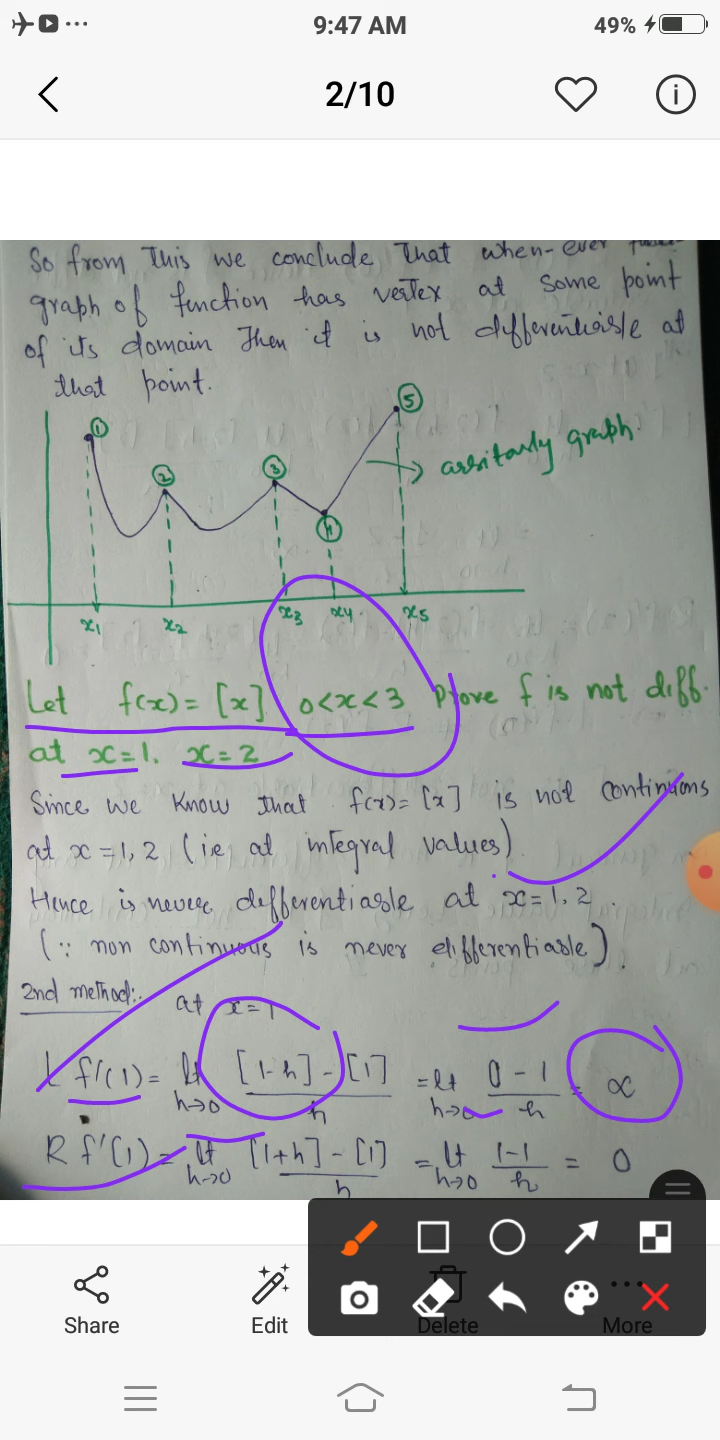 9:47 AM
49%
2/10
So from This we conclude That when-ever
graph of function has vertex at some point
of its domain Then it is not differentiable at
that point.
① ② ③ ④ ⑤
arbitarly graph.
x₁ x₂ x₃ x₄ x₅
Let f(x) = [x] 0<x<3 Prove f is not diff.
at x=1. x=2
Since we know that f(x)=[x] is not continuous
at x=1,2 (ie at integral values).
Hence is never differentiable at x=1,2.
(∵ non continuous is never differentiable).
2nd method:. at x=1
L f'(1) = lt h→0 [1-h]-[1] / h = lt h→0 0-1 / -h = ∝
R f'(1) = lt h→0 [1+h]-[1] / h = lt h→0 1-1 / h = 0
Share
Edit
Delete
More